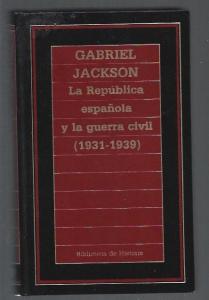 GABRIEL
JACKSON
La República
española
y la guerra civil
(1931-1939)
Biblioteca de Historia